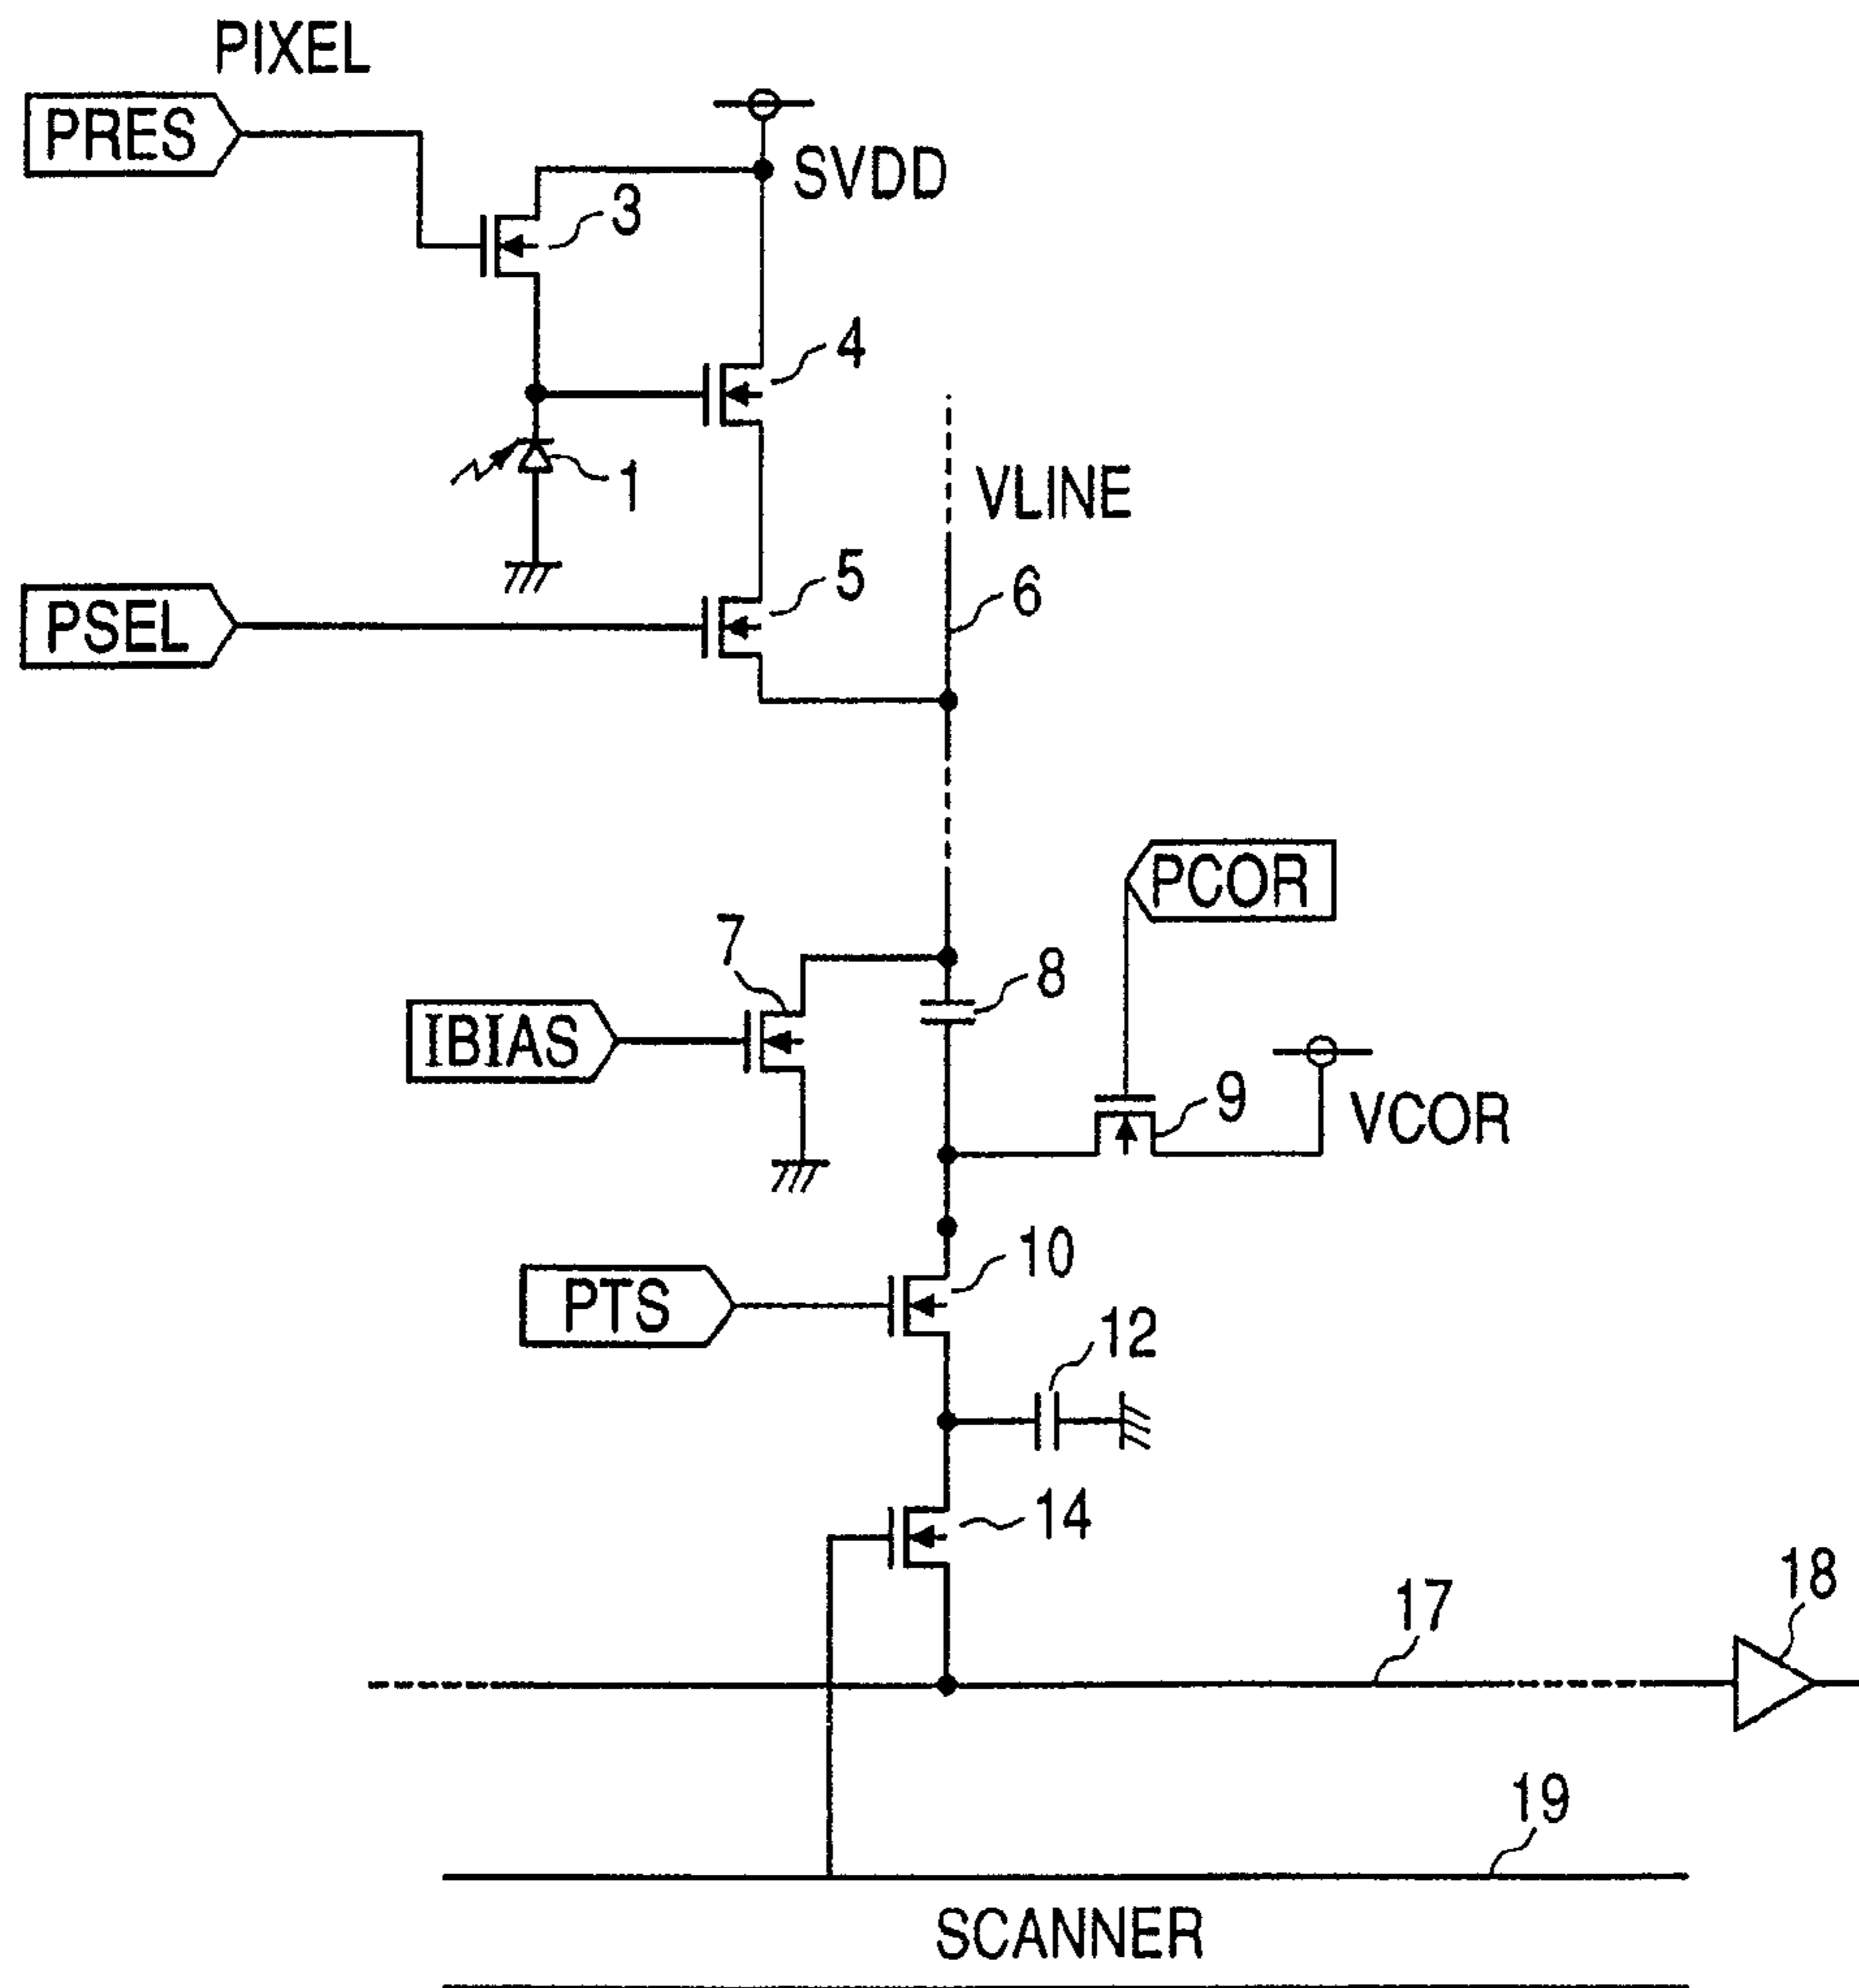 PIXEL
PRES
SVDD
3
4
1
VLINE
5
6
PSEL
PCOR
7
8
IBIAS
9
VCOR
10
PTS
12
14
17
18
19
SCANNER